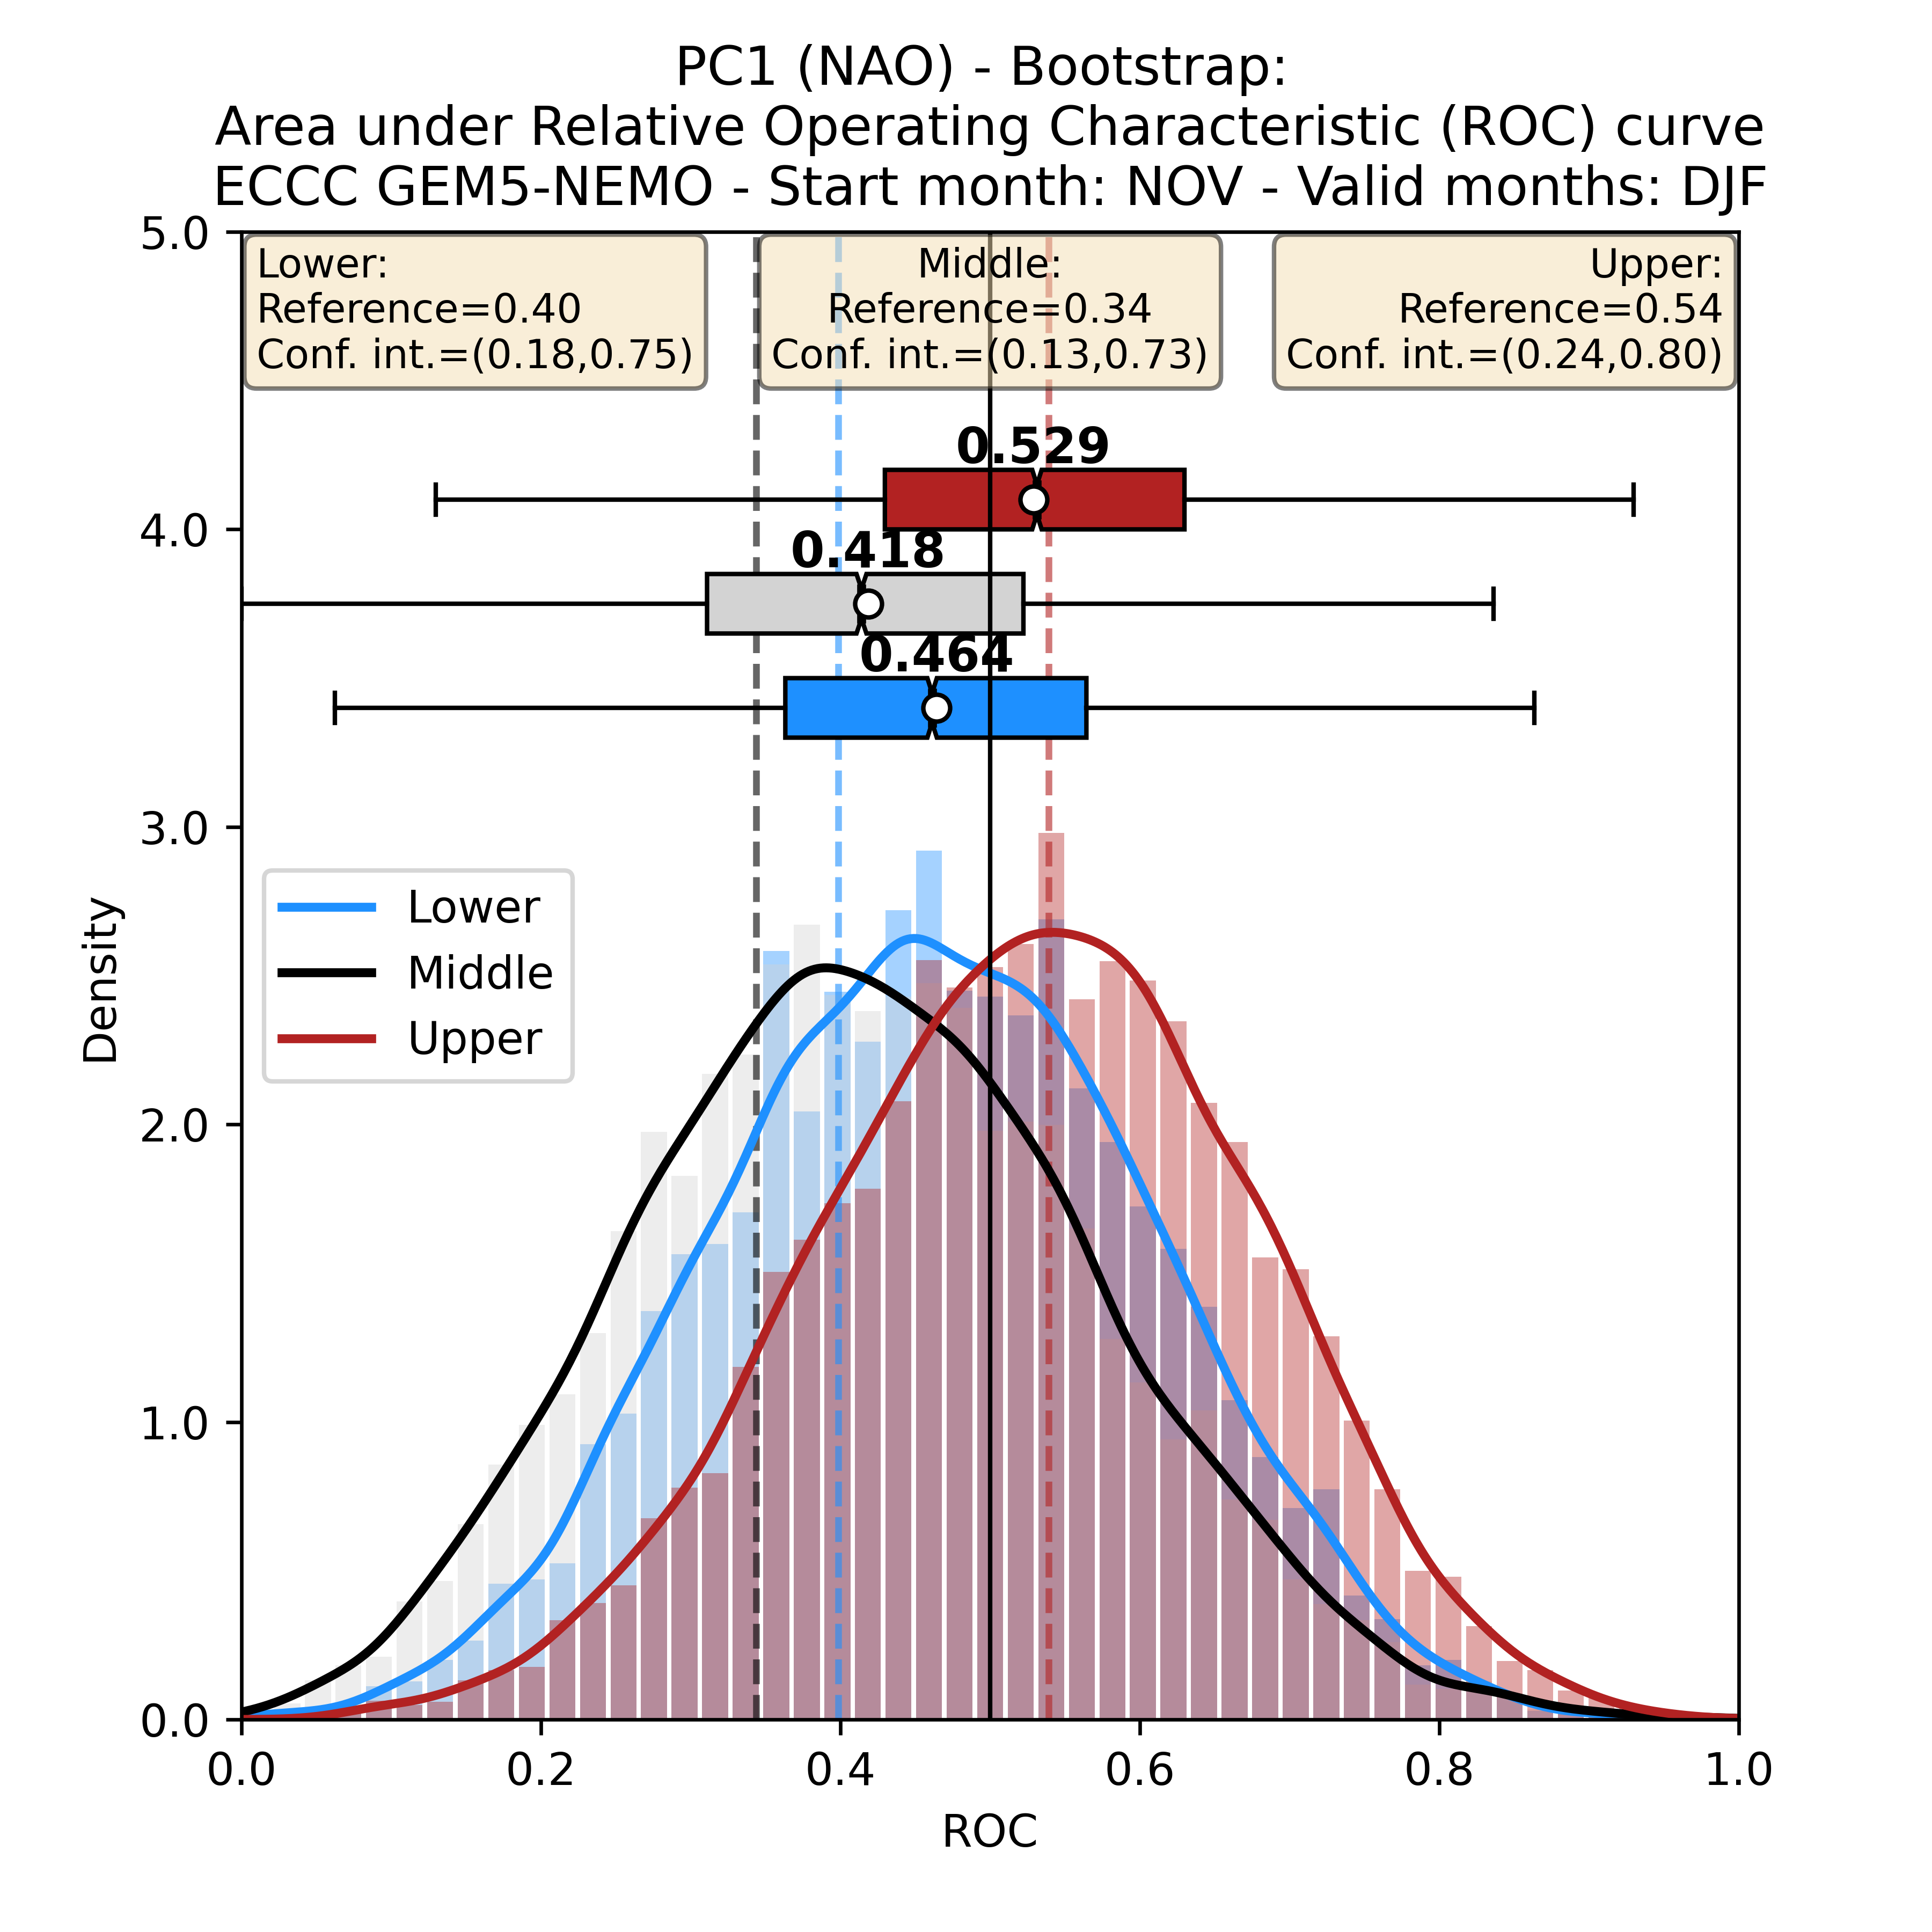 PC1 (NAO) - Bootstrap:
Area under Relative Operating Characteristic (ROC) curve
ECCC GEM5-NEMO - Start month: NOV - Valid months: DJF
5.0
Lower:
Reference=0.40
Conf. int.=(0.18,0.75)
Middle:
Reference=0.34
Conf. int.=(0.13,0.73)
Upper:
Reference=0.54
Conf. int.=(0.24,0.80)
0.529
4.0
0.418
0.464
3.0
Lower
Middle
Upper
Density
2.0
1.0
0.0
0.0 0.2 0.4 0.6 0.8 1.0
ROC